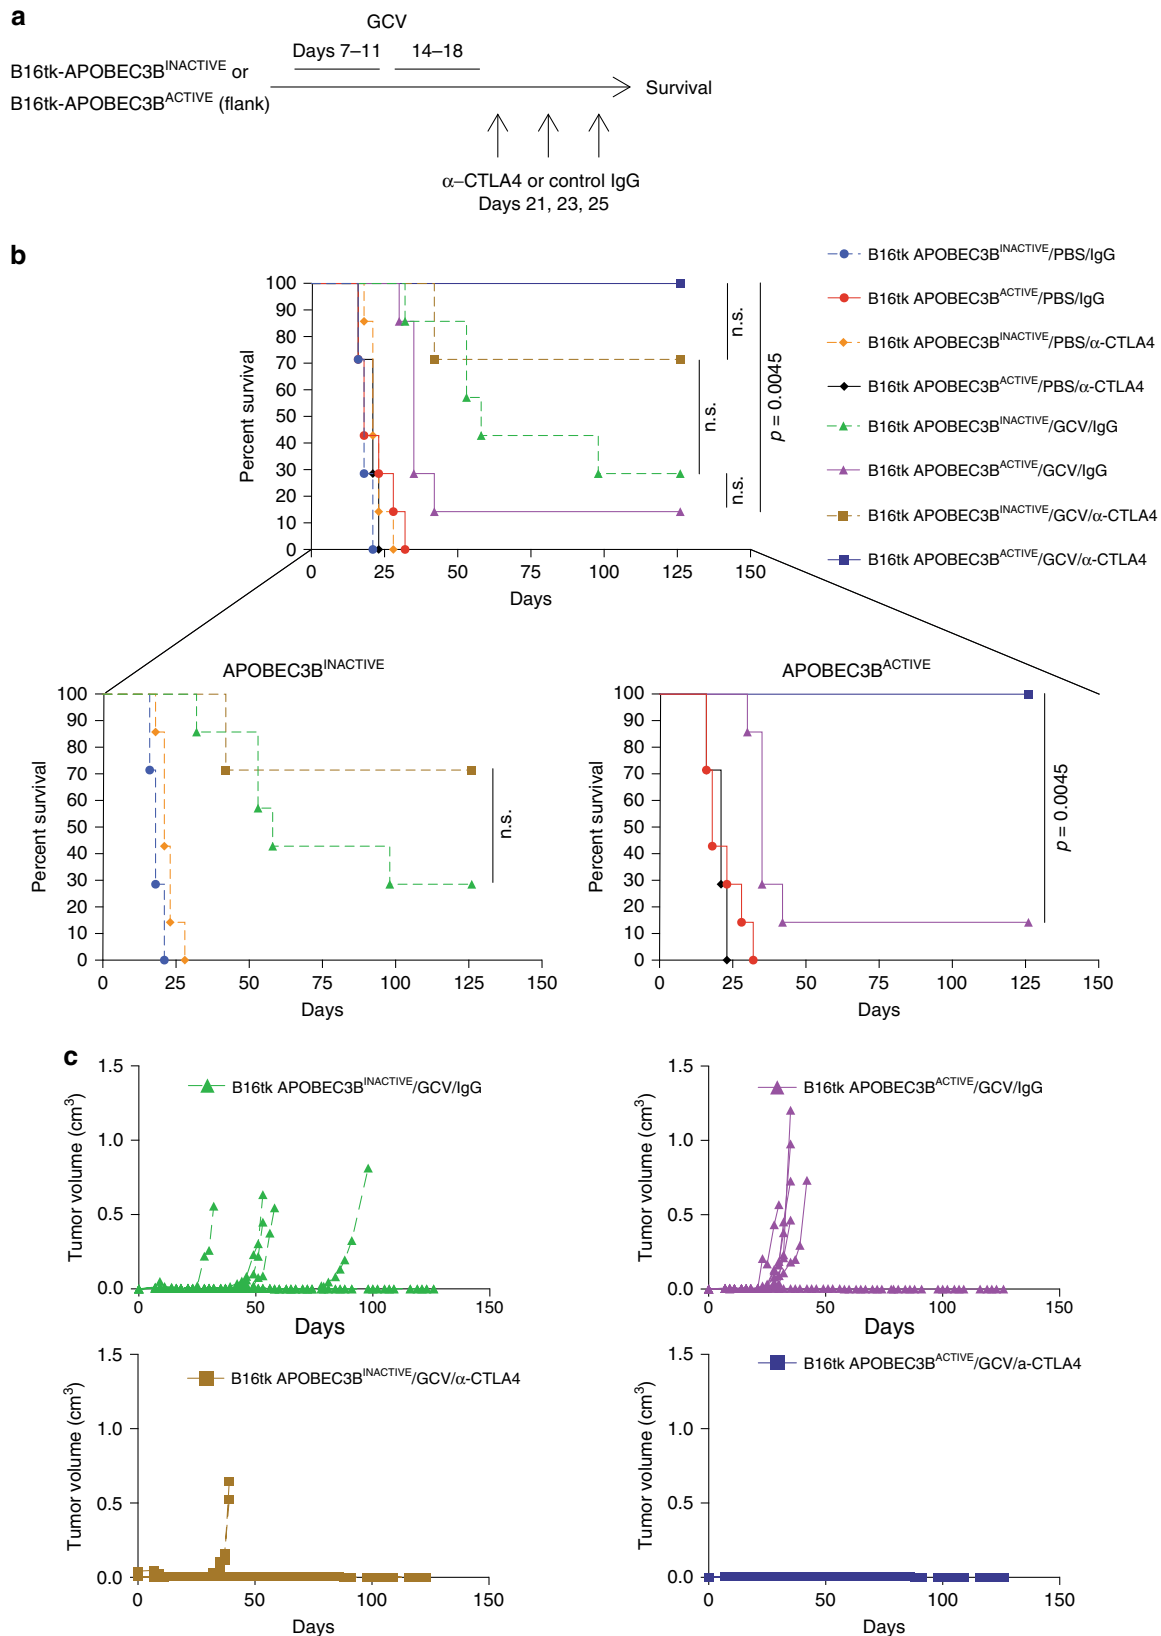 a
GCV
Days 7–11 14–18
B16tk-APOBEC3B^INACTIVE or
B16tk-APOBEC3B^ACTIVE (flank)
Survival
α–CTLA4 or control IgG
Days 21, 23, 25
b
100
90
80
70
60
50
40
30
20
10
0
Percent survival
0 25 50 75 100 125 150
Days
n.s.
n.s.
n.s.
p = 0.0045
B16tk APOBEC3B^INACTIVE/PBS/IgG
B16tk APOBEC3B^ACTIVE/PBS/IgG
B16tk APOBEC3B^INACTIVE/PBS/α-CTLA4
B16tk APOBEC3B^ACTIVE/PBS/α-CTLA4
B16tk APOBEC3B^INACTIVE/GCV/IgG
B16tk APOBEC3B^ACTIVE/GCV/IgG
B16tk APOBEC3B^INACTIVE/GCV/α-CTLA4
B16tk APOBEC3B^ACTIVE/GCV/α-CTLA4
APOBEC3B^INACTIVE
100
90
80
70
60
50
40
30
20
10
0
Percent survival
0 25 50 75 100 125 150
Days
n.s.
APOBEC3B^ACTIVE
100
90
80
70
60
50
40
30
20
10
0
Percent survival
0 25 50 75 100 125 150
Days
p = 0.0045
c
1.5
1.0
0.5
0.0
Tumor volume (cm³)
B16tk APOBEC3B^INACTIVE/GCV/IgG
0 50 100 150
Days
1.5
1.0
0.5
0.0
Tumor volume (cm³)
B16tk APOBEC3B^ACTIVE/GCV/IgG
0 50 100 150
Days
1.5
1.0
0.5
0.0
Tumor volume (cm³)
B16tk APOBEC3B^INACTIVE/GCV/α-CTLA4
0 50 100 150
Days
1.5
1.0
0.5
0.0
Tumor volume (cm³)
B16tk APOBEC3B^ACTIVE/GCV/a-CTLA4
0 50 100 150
Days